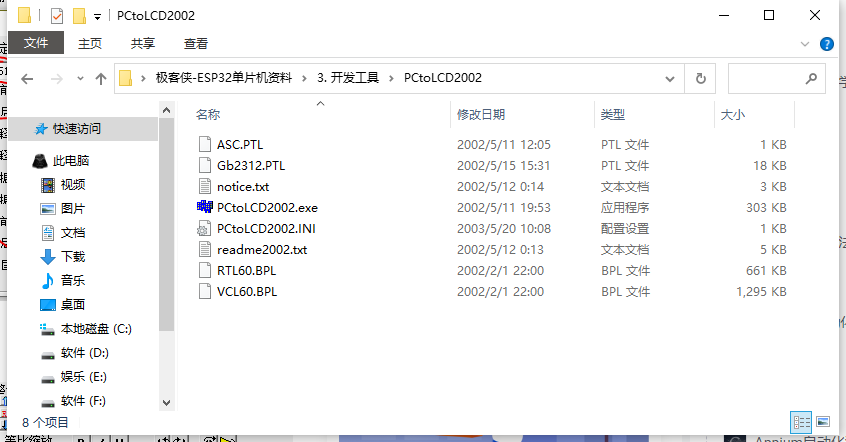 PCtoLCD2002
文件 主页 共享 查看
极客侠-ESP32单片机资料 3. 开发工具 PCtoLCD2002
名称 修改日期 类型 大小
快速访问
此电脑
视频
图片
文档
下载
音乐
桌面
本地磁盘 (C:)
软件 (D:)
娱乐 (E:)
软件 (F:)
ASC.PTL 2002/5/11 12:05 PTL 文件 1 KB
Gb2312.PTL 2002/5/15 15:31 PTL 文件 18 KB
notice.txt 2002/5/12 0:14 文本文档 3 KB
PCtoLCD2002.exe 2002/5/11 19:53 应用程序 303 KB
PCtoLCD2002.INI 2003/5/20 10:08 配置设置 1 KB
readme2002.txt 2002/5/12 0:13 文本文档 5 KB
RTL60.BPL 2002/2/1 22:00 BPL 文件 661 KB
VCL60.BPL 2002/2/1 22:00 BPL 文件 1,295 KB
8 个项目